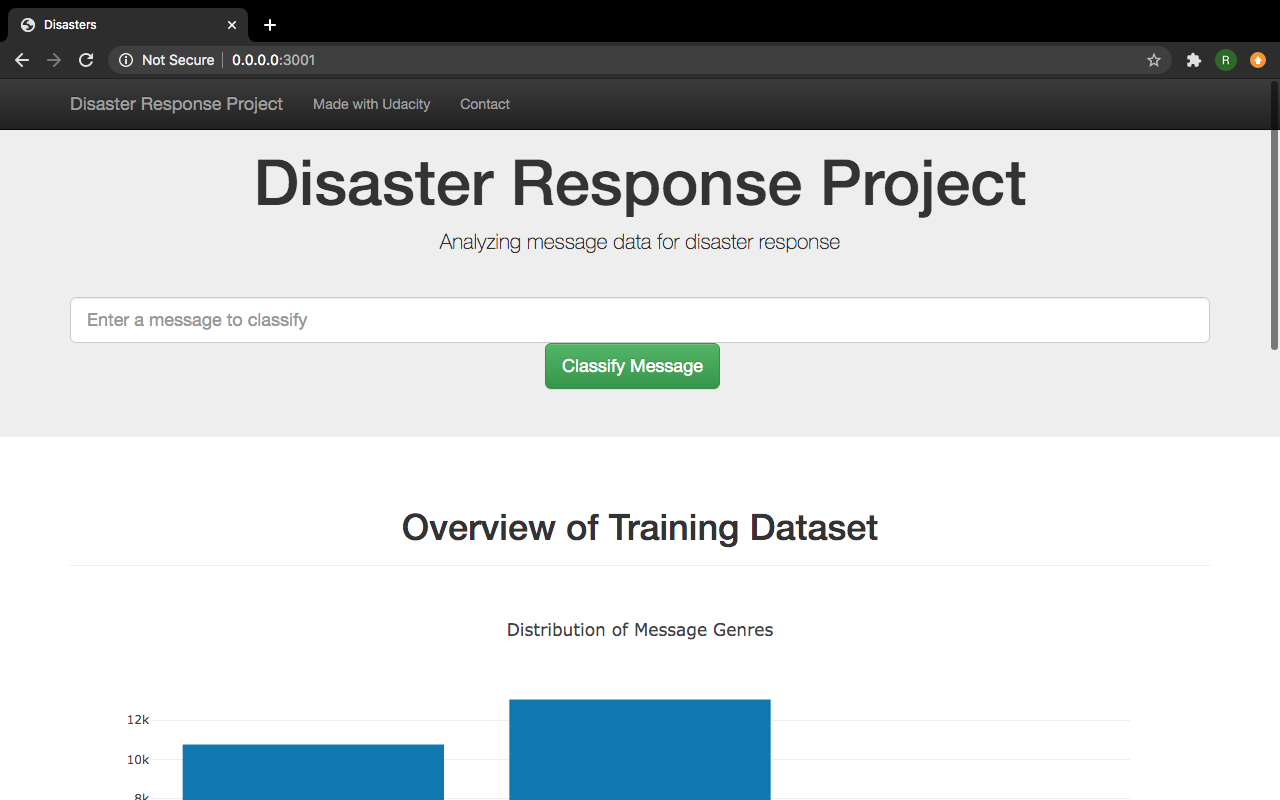 Disasters
Not Secure 0.0.0.0:3001
R
Disaster Response Project Made with Udacity Contact
Disaster Response Project
Analyzing message data for disaster response
Enter a message to classify
Classify Message
Overview of Training Dataset
Distribution of Message Genres
12k
10k
8k